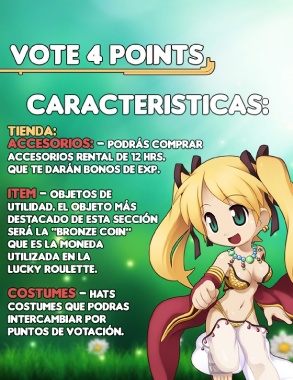 VOTE 4 POINTS
CARACTERISTICAS:
TIENDA:
ACCESORIOS: – PODRÁS COMPRAR
ACCESORIOS RENTAL DE 12 HRS.
QUE TE DARÁN BONOS DE EXP.
ITEM – OBJETOS DE
UTILIDAD. EL OBJETO MÁS
DESTACADO DE ESTA SECCIÓN
SERÁ LA "BRONZE COIN"
QUE ES LA MONEDA
UTILIZADA EN LA
LUCKY ROULETTE.
COSTUMES – HATS
COSTUMES QUE PODRAS
INTERCAMBIAR POR
PUNTOS DE VOTACIÓN.